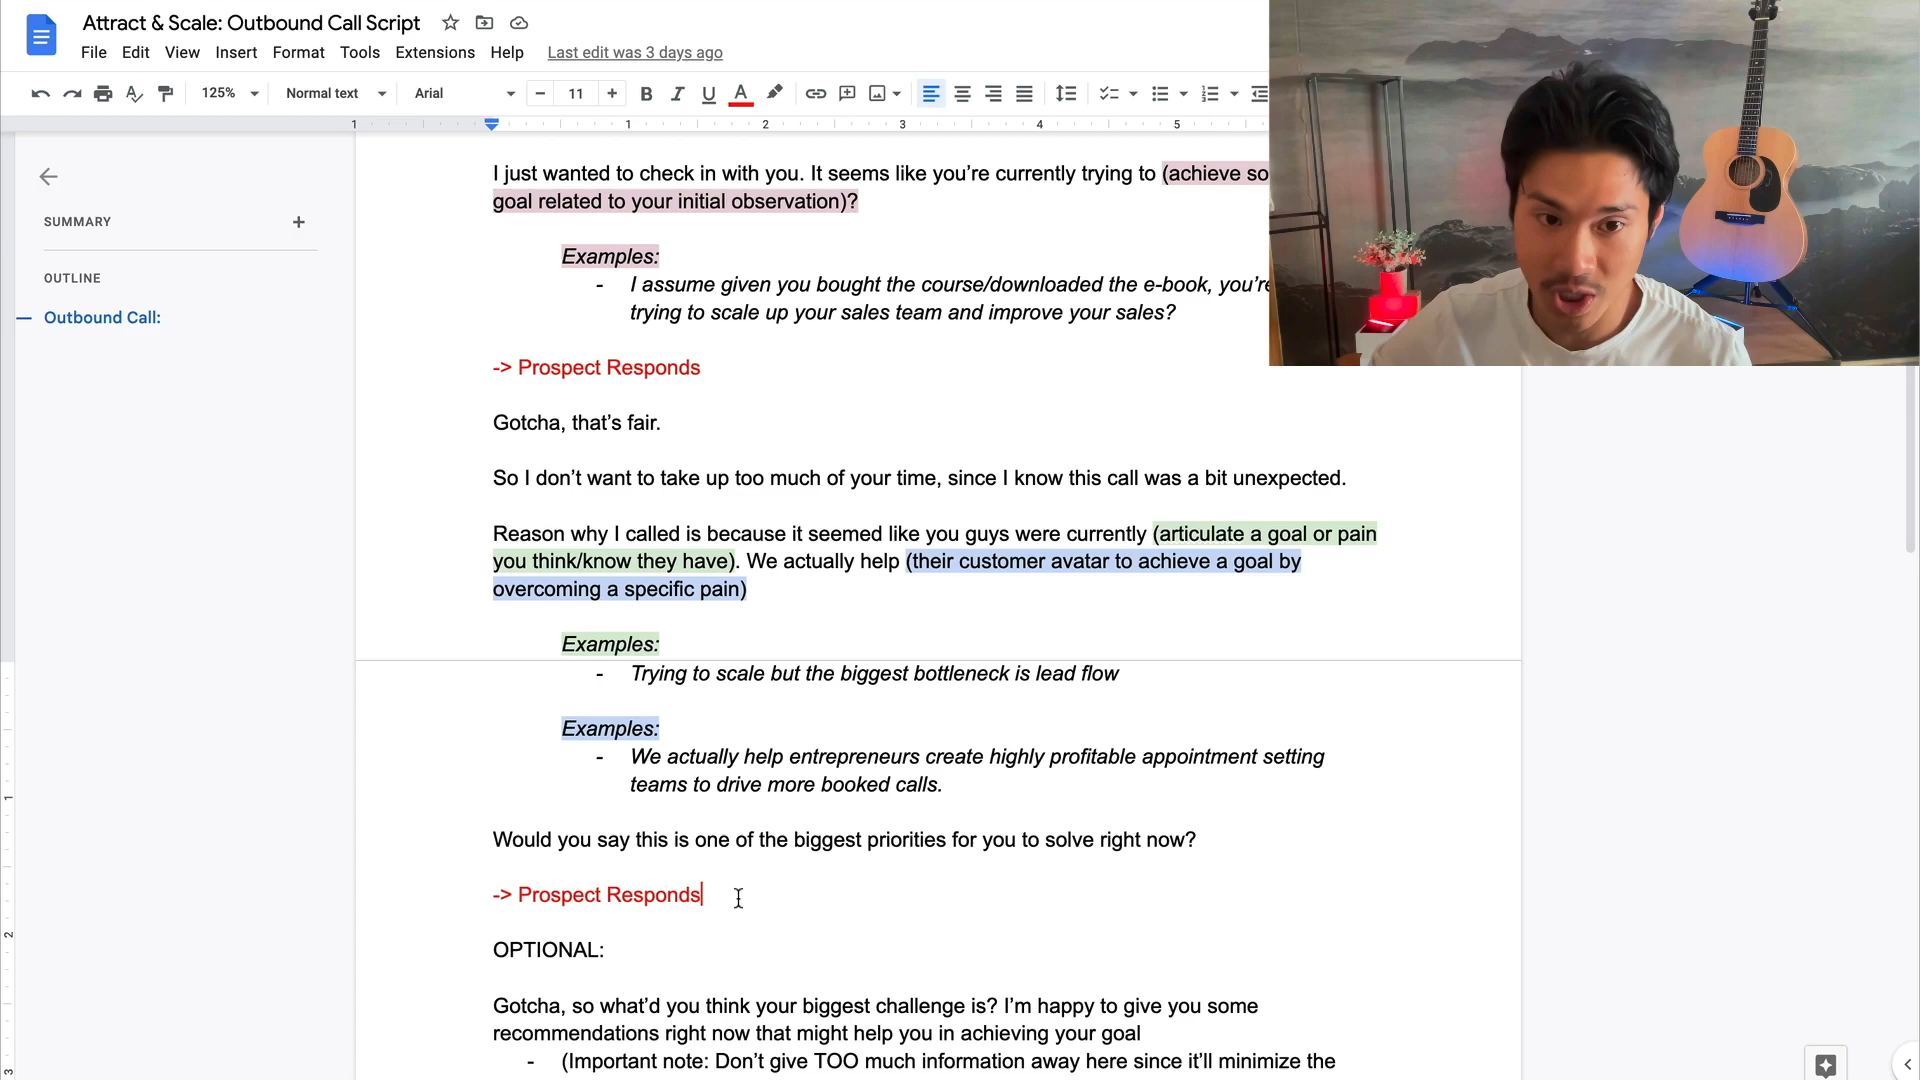 Attract & Scale: Outbound Call Script
File Edit View Insert Format Tools Extensions Help Last edit was 3 days ago
125% Normal text Arial − 11 + B I U A
1 1 2 3 4 5
SUMMARY +
OUTLINE
Outbound Call:
I just wanted to check in with you. It seems like you’re currently trying to (achieve so
goal related to your initial observation)?
Examples:
- I assume given you bought the course/downloaded the e-book, you’re
trying to scale up your sales team and improve your sales?
-> Prospect Responds
Gotcha, that’s fair.
So I don’t want to take up too much of your time, since I know this call was a bit unexpected.
Reason why I called is because it seemed like you guys were currently (articulate a goal or pain
you think/know they have). We actually help (their customer avatar to achieve a goal by
overcoming a specific pain)
Examples:
- Trying to scale but the biggest bottleneck is lead flow
Examples:
- We actually help entrepreneurs create highly profitable appointment setting
teams to drive more booked calls.
Would you say this is one of the biggest priorities for you to solve right now?
-> Prospect Responds
OPTIONAL:
Gotcha, so what’d you think your biggest challenge is? I’m happy to give you some
recommendations right now that might help you in achieving your goal
- (Important note: Don’t give TOO much information away here since it’ll minimize the
1
2
3